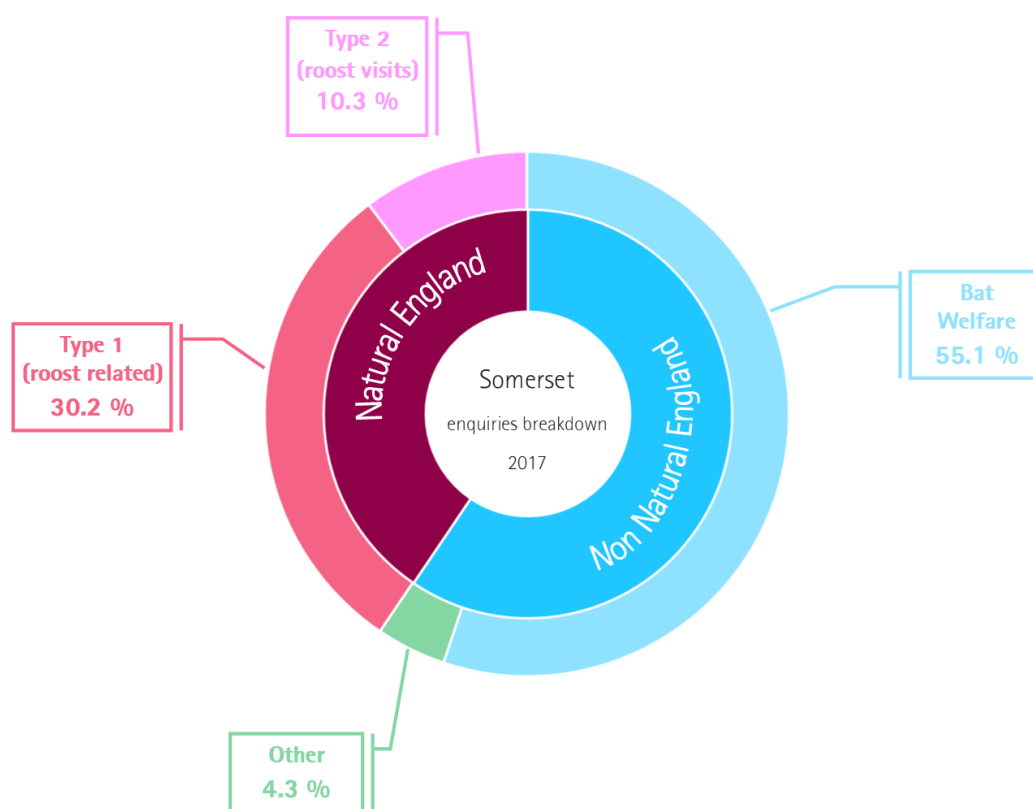 Type 2
(roost visits)
10.3 %
Natural England
Non Natural England
Somerset
enquiries breakdown
2017
Bat
Welfare
55.1 %
Type 1
(roost related)
30.2 %
Other
4.3 %